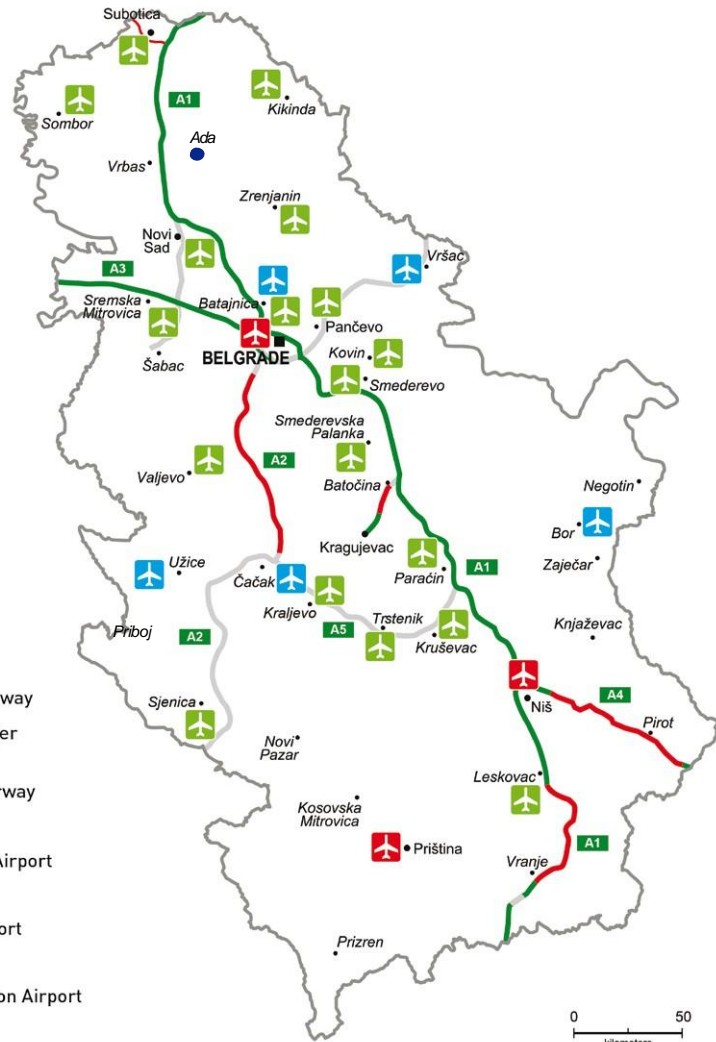 Subotica
A1
Kikinda
Sombor
Ada
Vrbas
Zrenjanin
Novi
Sad
Vršac
A3
Sremska
Mitrovica
Batajnica
Pančevo
BELGRADE
Kovin
Šabac
Smederevo
Smederevska
Palanka
A2
Valjevo
Batočina
Negotin
Bor
Kragujevac
Zaječar
Užice
Čačak
Paraćin
A1
Kraljevo
Trstenik
Knjaževac
Priboj
A2
A5
Kruševac
Sjenica
way
A4
Niš
er
Pirot
Novi
Pazar
Leskovac
rway
Kosovska
Mitrovica
A1
Airport
Priština
Vranje
ort
Prizren
on Airport
0 50